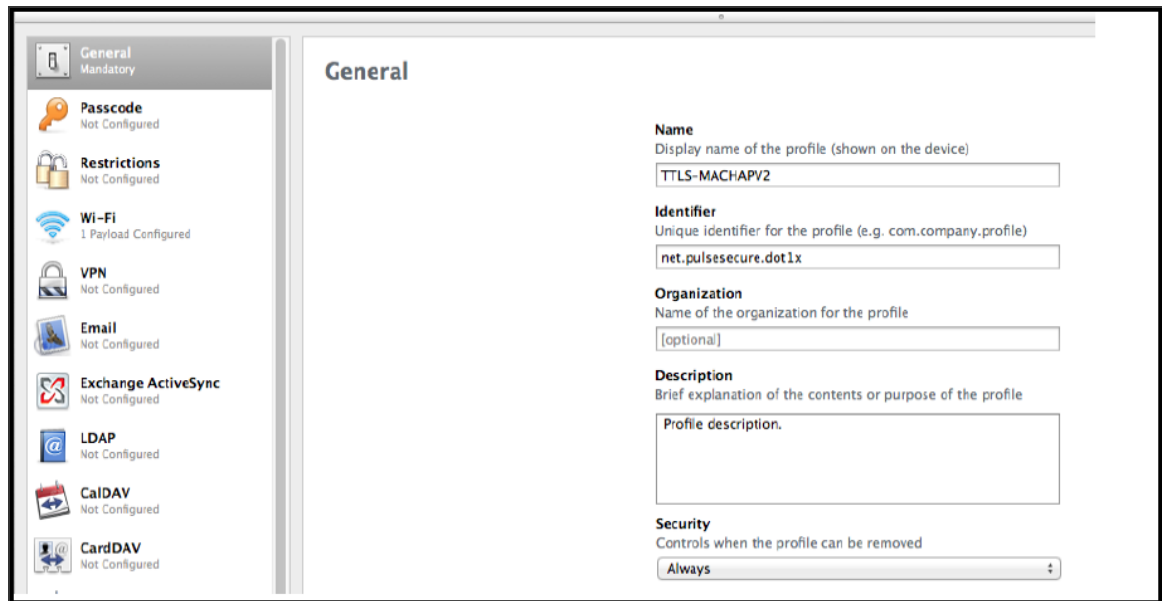 General
Mandatory
Passcode
Not Configured
Restrictions
Not Configured
Wi-Fi
1 Payload Configured
VPN
Not Configured
Email
Not Configured
Exchange ActiveSync
Not Configured
LDAP
Not Configured
CalDAV
Not Configured
CardDAV
Not Configured
General
Name
Display name of the profile (shown on the device)
TTLS-MACHAPV2
Identifier
Unique identifier for the profile (e.g. com.company.profile)
net.pulsesecure.dot1x
Organization
Name of the organization for the profile
[optional]
Description
Brief explanation of the contents or purpose of the profile
Profile description.
Security
Controls when the profile can be removed
Always